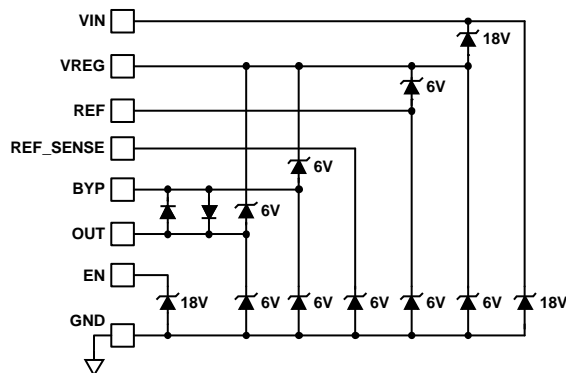 VIN
18V
VREG
6V
REF
REF_SENSE
6V
BYP
6V
OUT
EN
18V 6V 6V 6V 6V 6V 18V
GND